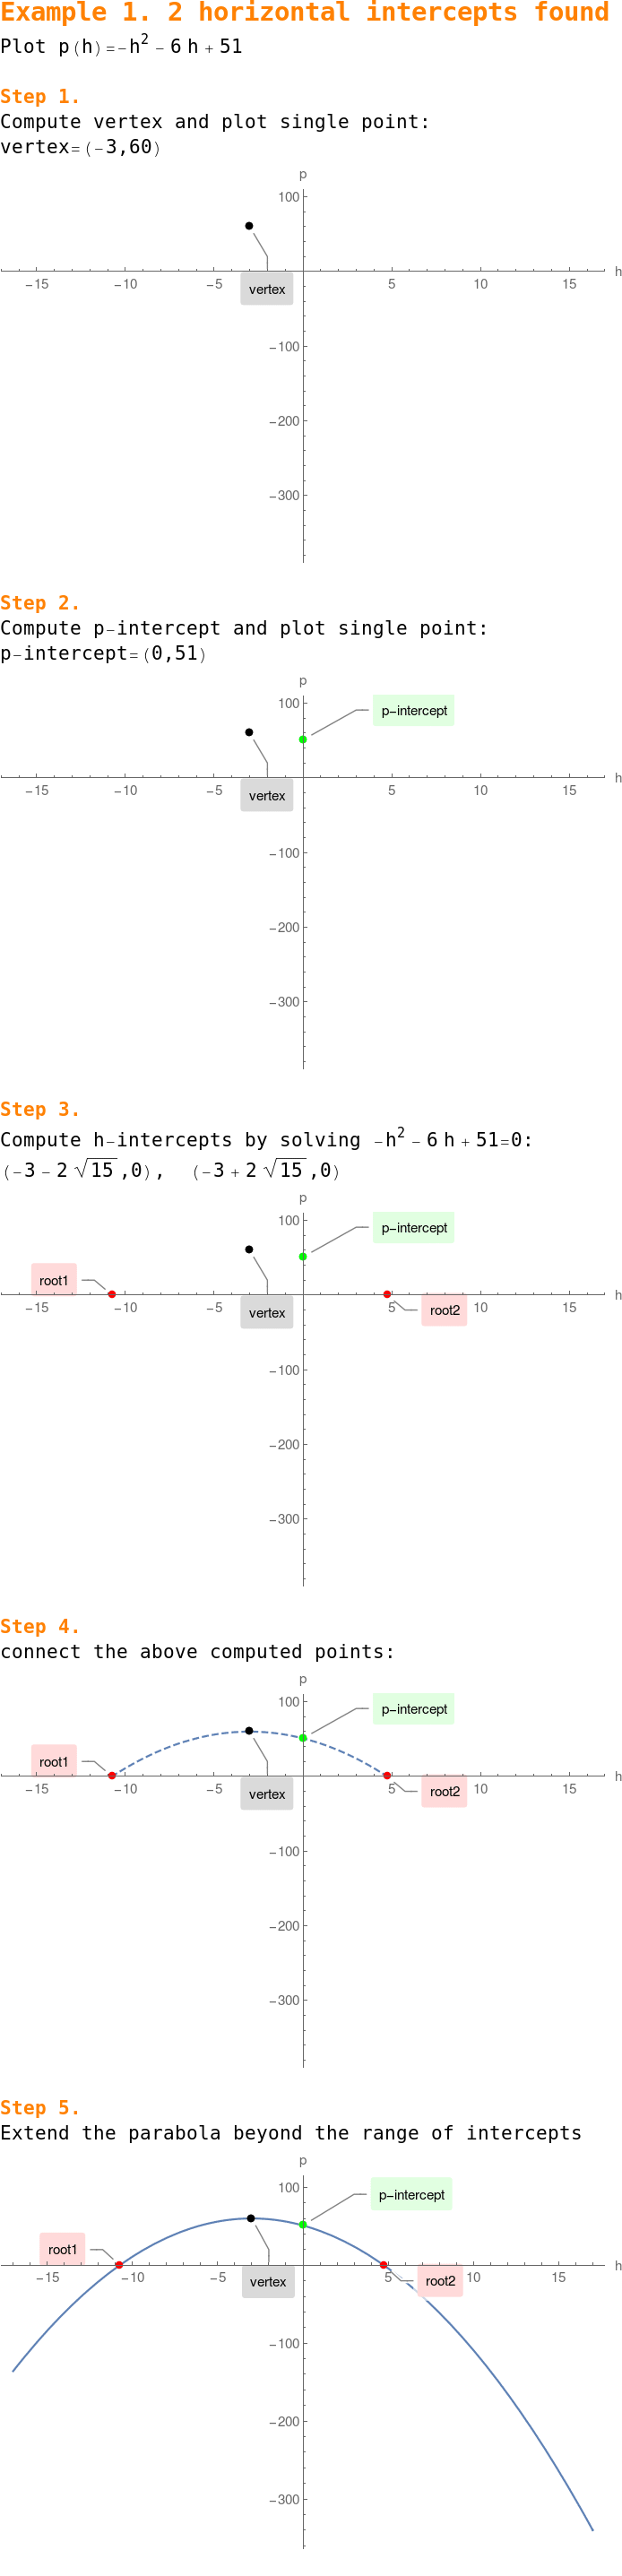 Example 1. 2 horizontal intercepts found
Plot p(h)=-h² - 6 h + 51
Step 1.
Compute vertex and plot single point:
vertex=(-3,60)
p
100
h
-15 -10 -5 5 10 15
vertex
-100
-200
-300
Step 2.
Compute p-intercept and plot single point:
p-intercept=(0,51)
p
100
p-intercept
h
-15 -10 -5 5 10 15
vertex
-100
-200
-300
Step 3.
Compute h-intercepts by solving -h² - 6 h + 51=0:
(-3 - 2 √15 ,0), (-3 + 2 √15 ,0)
p
100
p-intercept
root1
h
-15 -10 -5 5 10 15
vertex root2
-100
-200
-300
Step 4.
connect the above computed points:
p
100
p-intercept
root1
h
-15 -10 -5 5 10 15
vertex root2
-100
-200
-300
Step 5.
Extend the parabola beyond the range of intercepts
p
100
p-intercept
root1
h
-15 -10 -5 5 10 15
vertex root2
-100
-200
-300